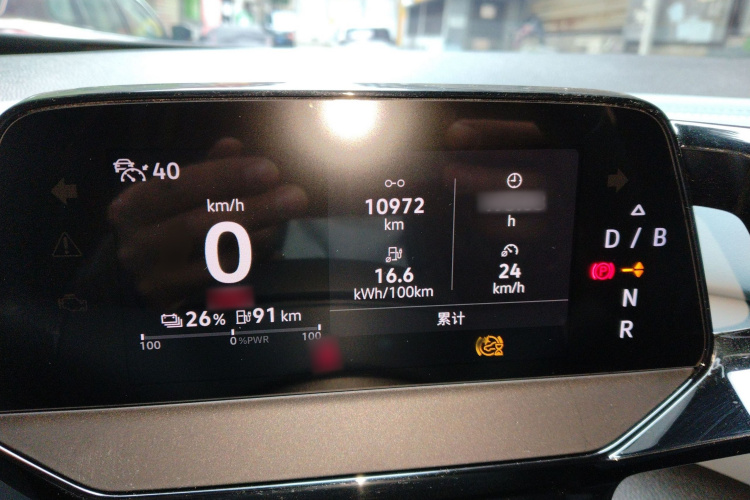 40
km/h
0
26% 91 km
100 0 %PWR 100
10972
km
16.6
kWh/100km
h
24
km/h
累计
D / B
P
N
R